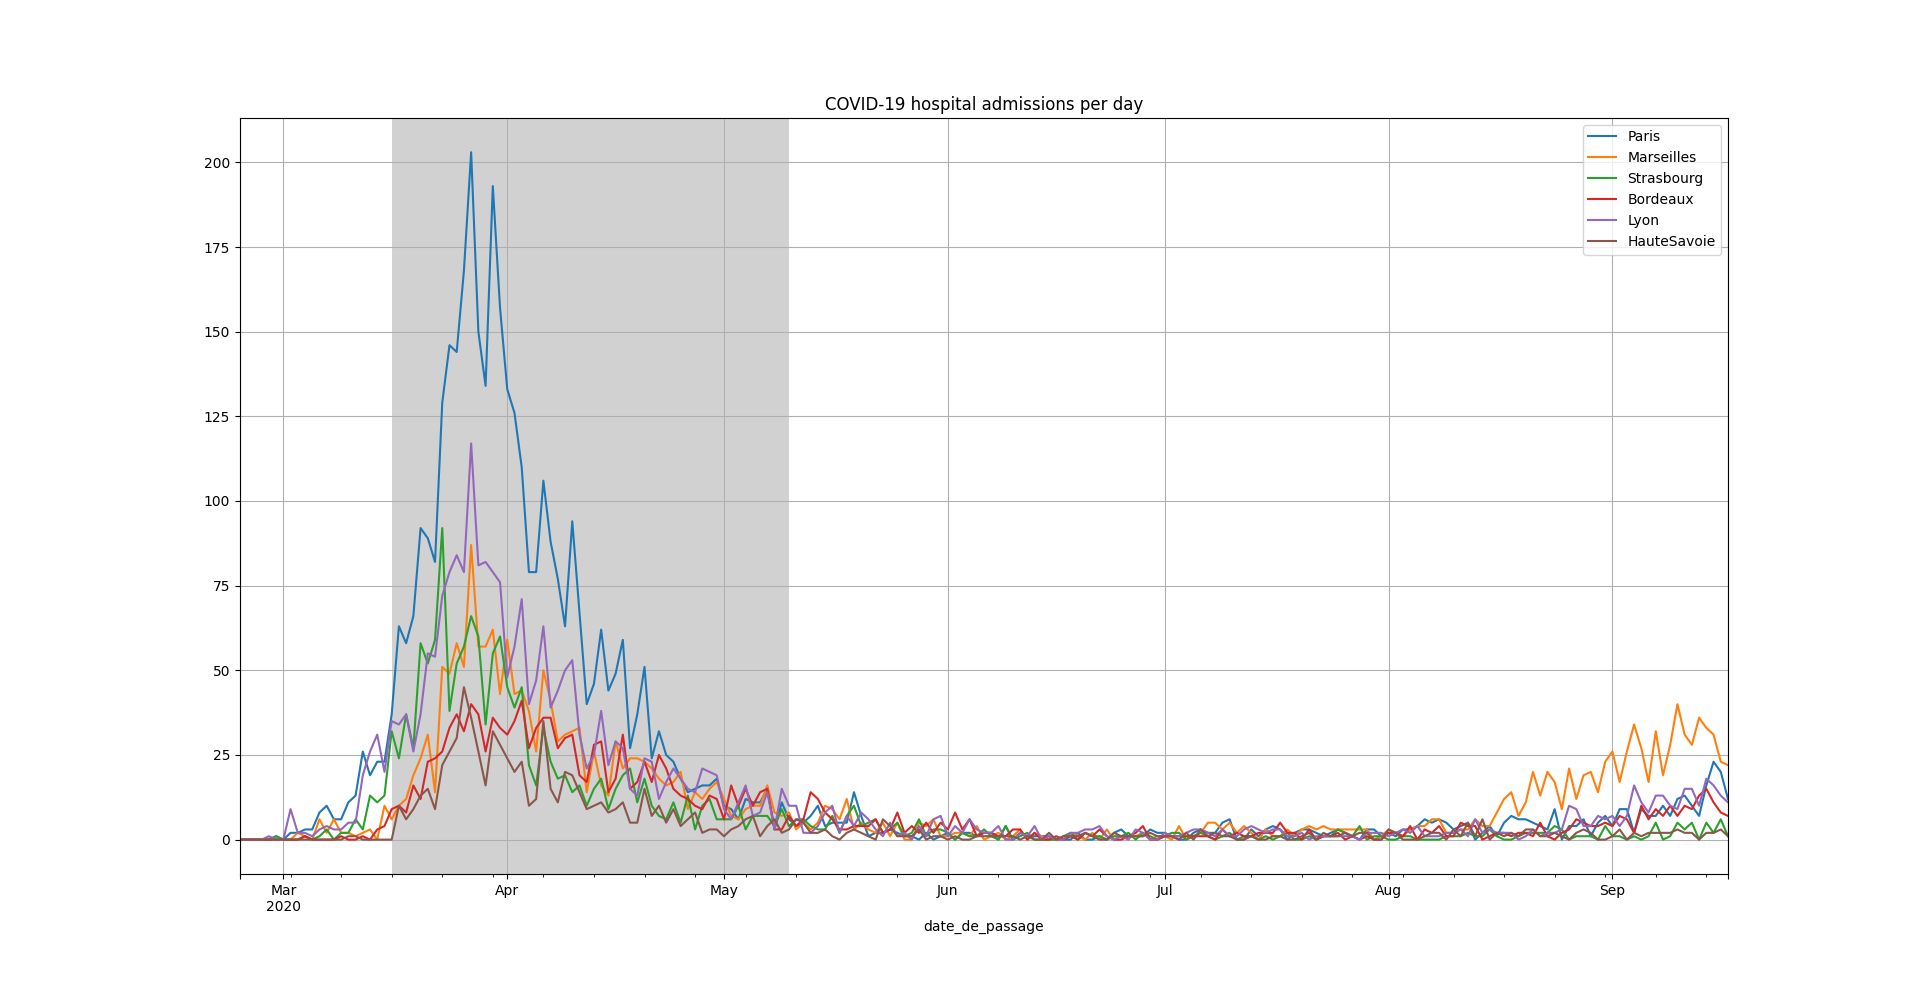 COVID-19 hospital admissions per day
200
175
150
125
100
75
50
25
0
Paris
Marseilles
Strasbourg
Bordeaux
Lyon
HauteSavoie
Mar Apr May Jun Jul Aug Sep
2020
date_de_passage